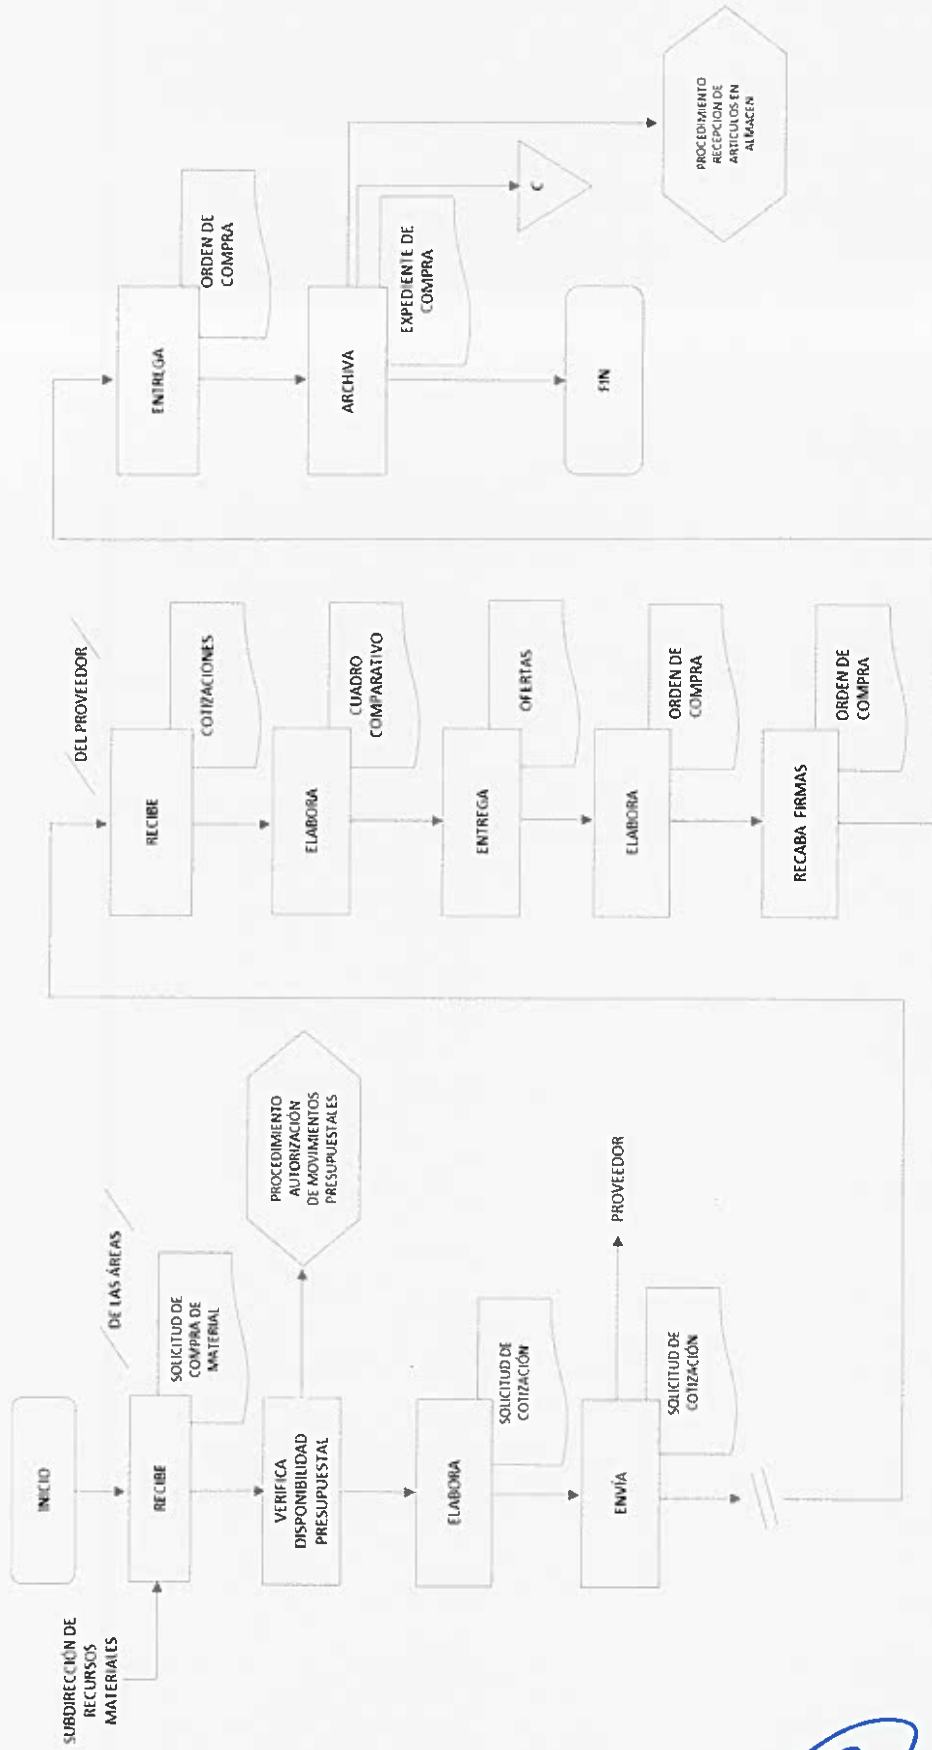 INICIO
SUBDIRECCIÓN DE
RECURSOS
MATERIALES
DE LAS ÁREAS
RECIBE
SOLICITUD DE
COMPRA DE
MATERIAL
VERIFICA
DISPONIBILIDAD
PRESUPUESTAL
PROCEDIMIENTO
AUTORIZACIÓN
DE MOVIMIENTOS
PRESUPUESTALES
ELABORA
SOLICITUD DE
COTIZACIÓN
ENVÍA
SOLICITUD DE
COTIZACIÓN
PROVEEDOR
DEL PROVEEDOR
RECIBE
COTIZACIONES
ELABORA
CUADRO
COMPARATIVO
ENTREGA
OFERTAS
ELABORA
ORDEN DE
COMPRA
RECABA FIRMAS
ORDEN DE
COMPRA
ENTREGA
ORDEN DE
COMPRA
ARCHIVA
EXPEDIENTE DE
COMPRA
C
FIN
PROCEDIMIENTO
RECEPCION DE
ARTICULOS EN
ALMACEN